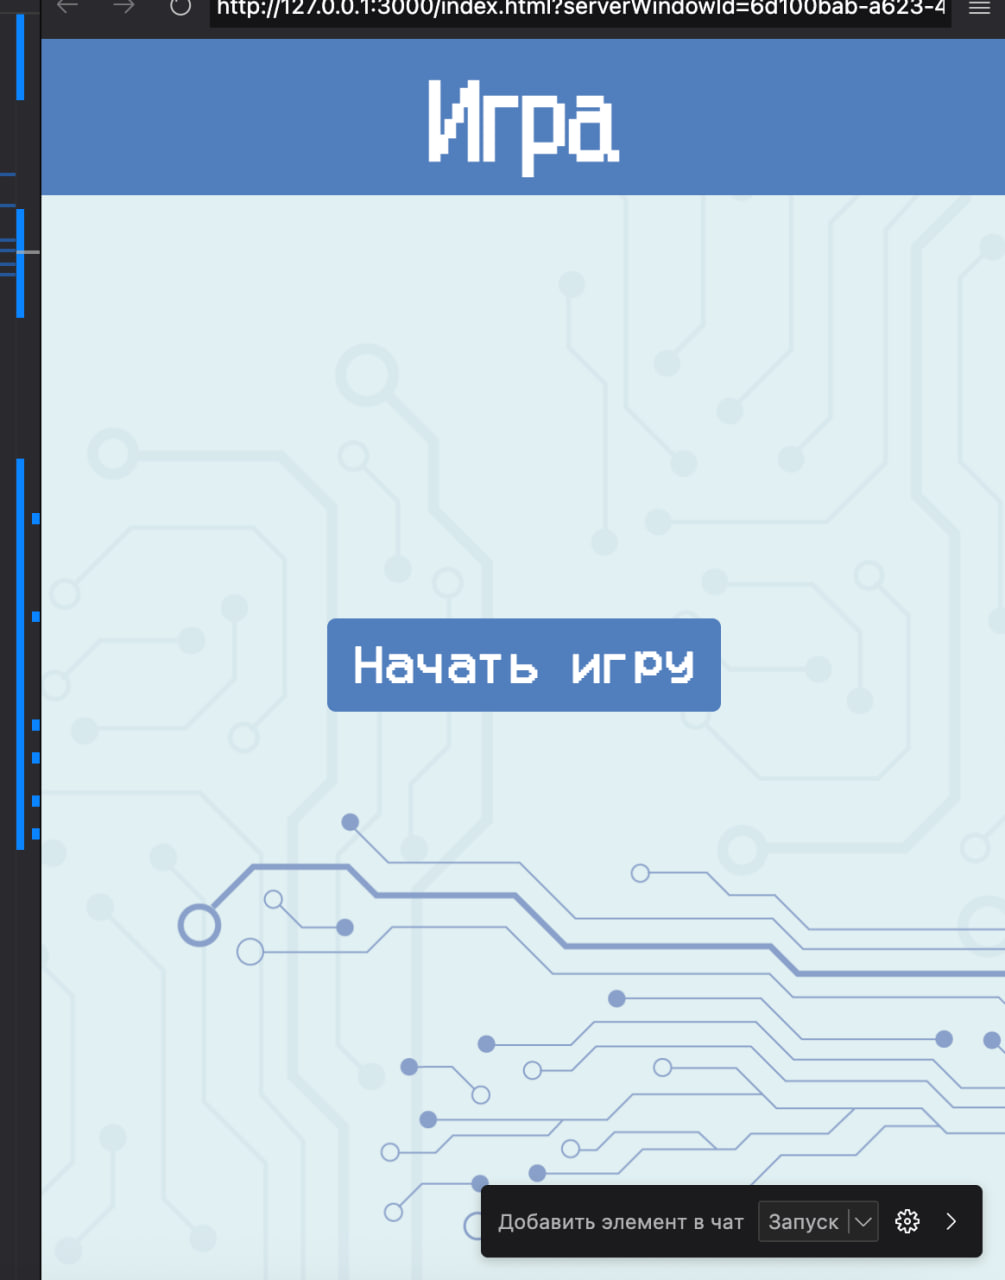 http://127.0.0.1:3000/index.html?serverWindowId=6d100bab-a623-4
Игра
Начать игру
Добавить элемент в чат Запуск